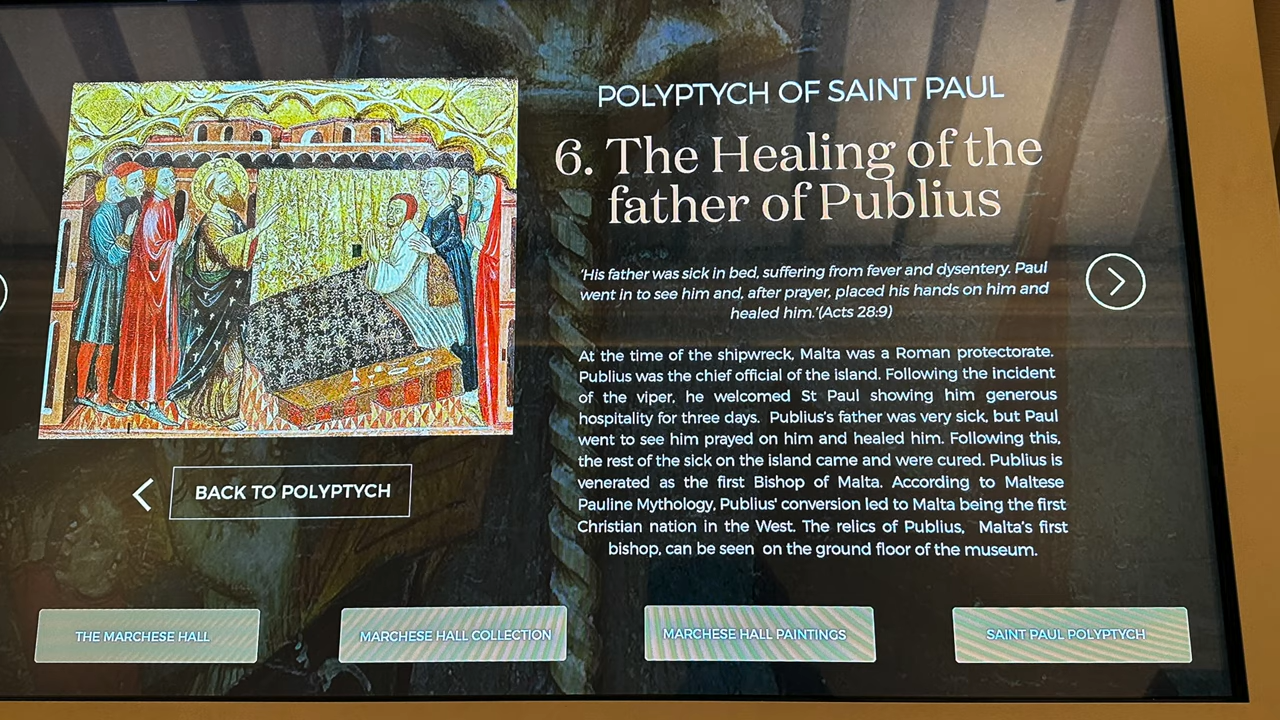 POLYPTYCH OF SAINT PAUL
6. The Healing of the
father of Publius
'His father was sick in bed, suffering from fever and dysentery. Paul
went in to see him and, after prayer, placed his hands on him and
healed him.'(Acts 28:9)
At the time of the shipwreck, Malta was a Roman protectorate.
Publius was the chief official of the island. Following the incident
of the viper, he welcomed St Paul showing him generous
hospitality for three days. Publius's father was very sick, but Paul
went to see him prayed on him and healed him. Following this,
the rest of the sick on the island came and were cured. Publius is
venerated as the first Bishop of Malta. According to Maltese
Pauline Mythology, Publius' conversion led to Malta being the first
Christian nation in the West. The relics of Publius, Malta's first
bishop, can be seen on the ground floor of the museum.
BACK TO POLYPTYCH
THE MARCHESE HALL
MARCHESE HALL COLLECTION
MARCHESE HALL PAINTINGS
SAINT PAUL POLYPTYCH